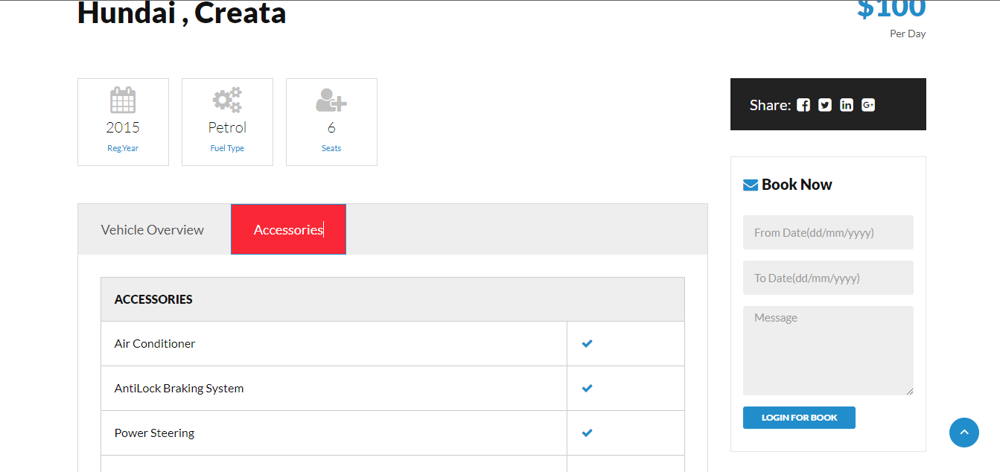 Hundai , Creata
$100
Per Day
2015
Reg.Year
Petrol
Fuel Type
6
Seats
Share:
Book Now
From Date(dd/mm/yyyy)
To Date(dd/mm/yyyy)
Message
LOGIN FOR BOOK
Vehicle Overview
Accessories
ACCESSORIES
Air Conditioner
AntiLock Braking System
Power Steering